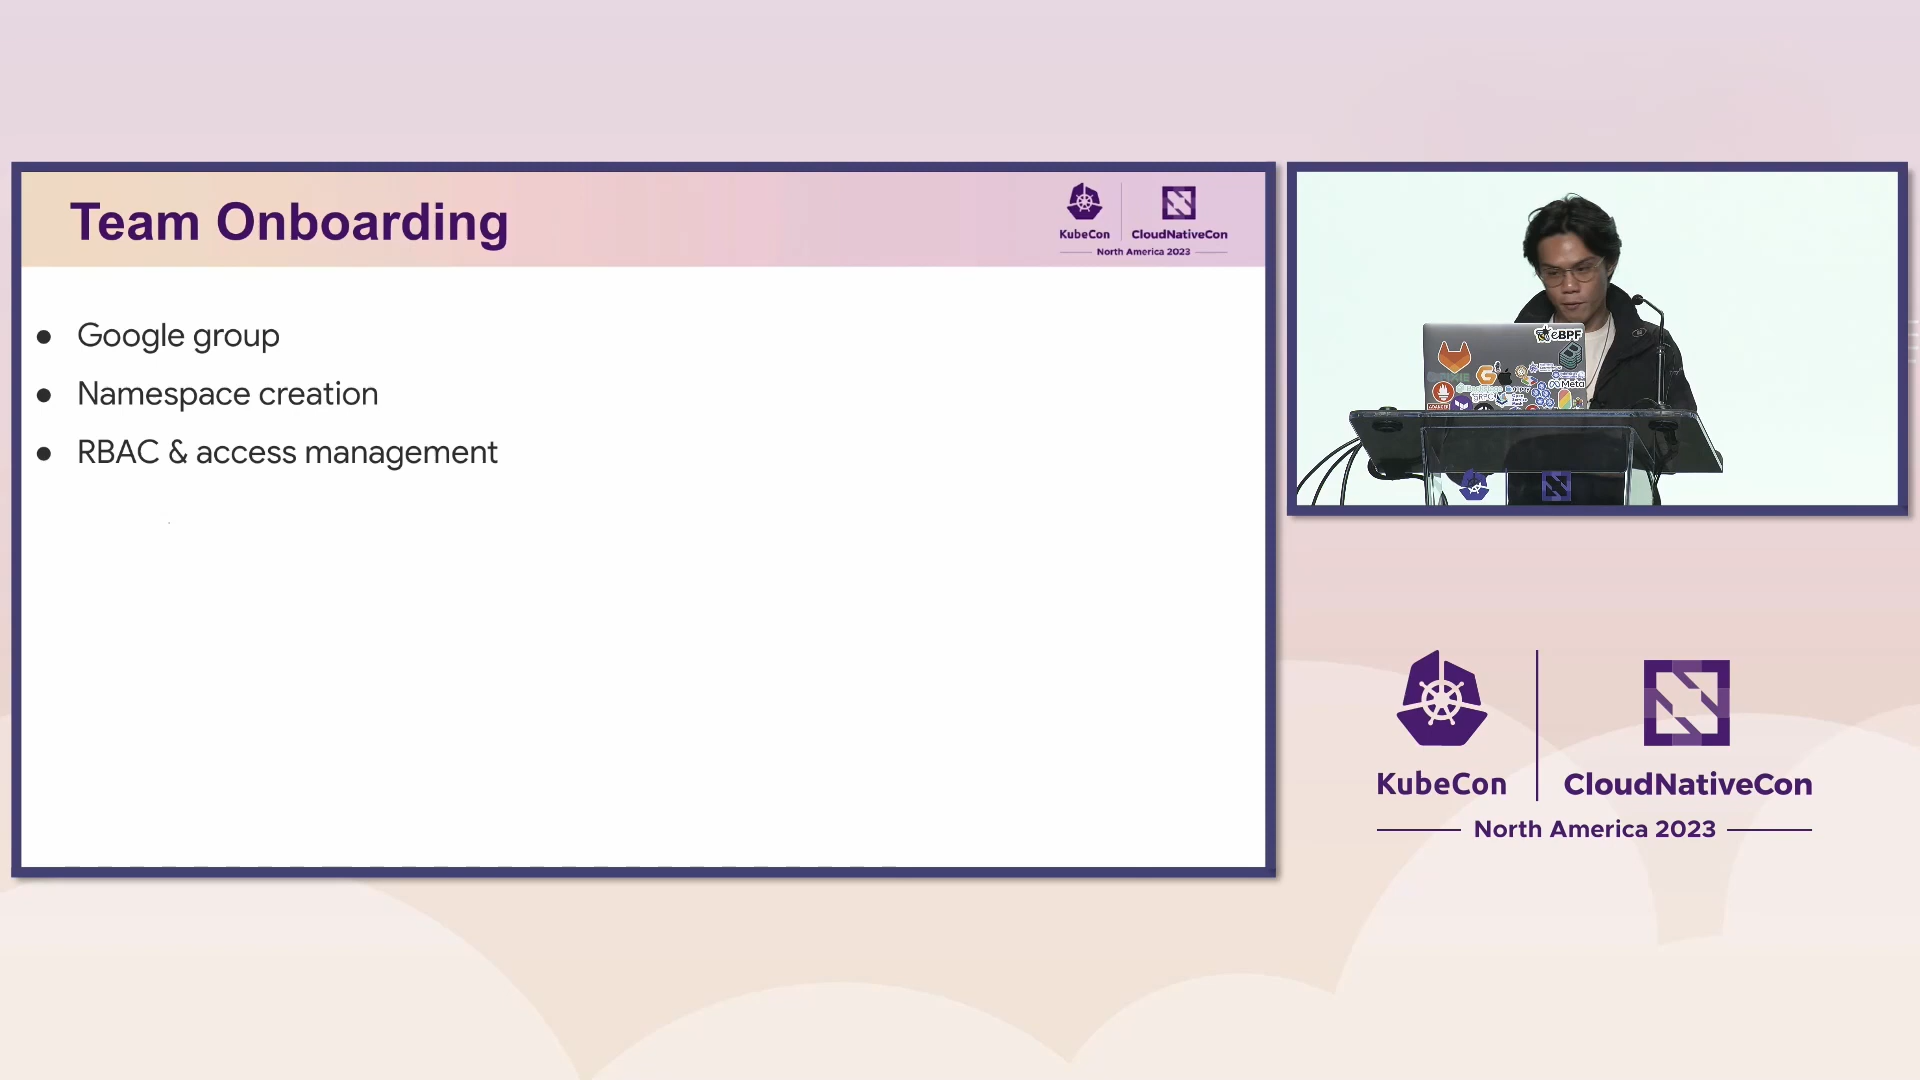 Team Onboarding
KubeCon
CloudNativeCon
North America 2023
● Google group
● Namespace creation
● RBAC & access management
eBPF
Meta
GRPC
KubeCon
CloudNativeCon
North America 2023